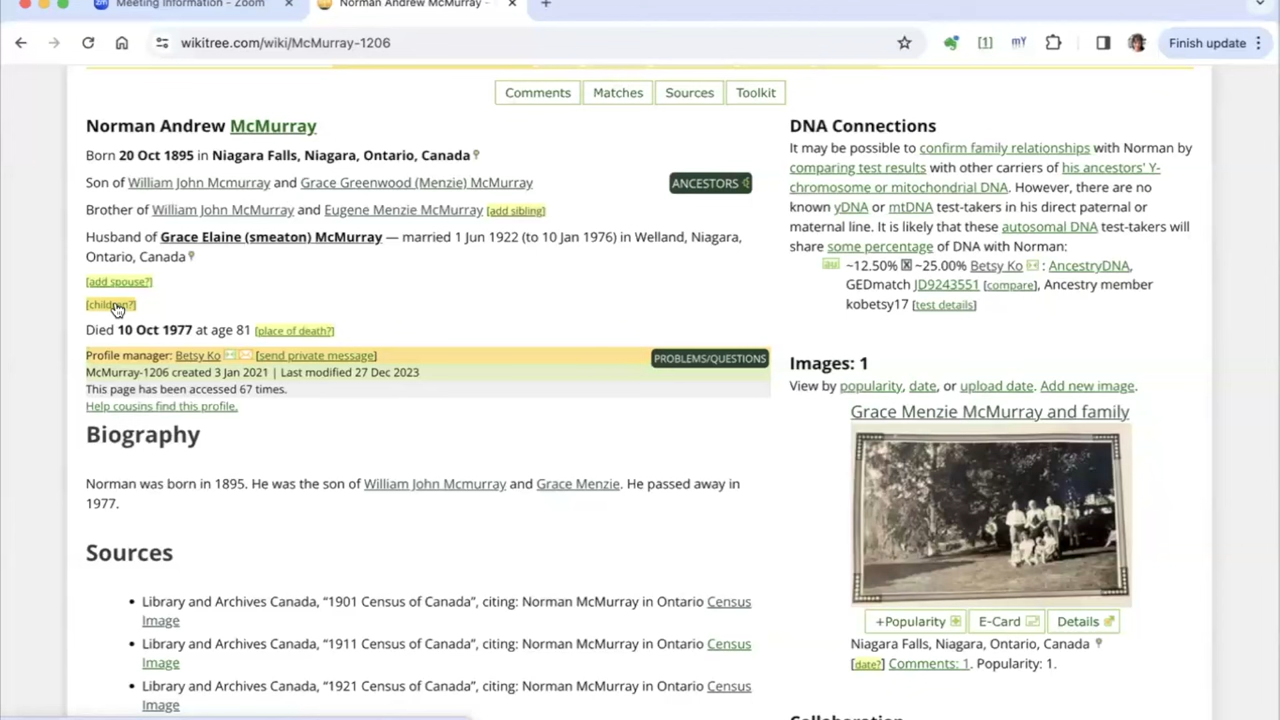 Meeting Information - Zoom
Norman Andrew McMurray -
wikitree.com/wiki/McMurray-1206
[1]
mY
Finish update
Comments
Matches
Sources
Toolkit
Norman Andrew McMurray
Born 20 Oct 1895 in Niagara Falls, Niagara, Ontario, Canada
Son of William John Mcmurray and Grace Greenwood (Menzie) McMurray
ANCESTORS
Brother of William John McMurray and Eugene Menzie McMurray [add sibling]
Husband of Grace Elaine (smeaton) McMurray — married 1 Jun 1922 (to 10 Jan 1976) in Welland, Niagara,
Ontario, Canada
[add spouse?]
[children?]
Died 10 Oct 1977 at age 81 [place of death?]
Profile manager: Betsy Ko [send private message]
PROBLEMS/QUESTIONS
McMurray-1206 created 3 Jan 2021 | Last modified 27 Dec 2023
This page has been accessed 67 times.
Help cousins find this profile.
Biography
Norman was born in 1895. He was the son of William John Mcmurray and Grace Menzie. He passed away in
1977.
Sources
• Library and Archives Canada, “1901 Census of Canada”, citing: Norman McMurray in Ontario Census
Image
• Library and Archives Canada, “1911 Census of Canada”, citing: Norman McMurray in Ontario Census
Image
• Library and Archives Canada, “1921 Census of Canada”, citing: Norman McMurray in Ontario Census
Image
DNA Connections
It may be possible to confirm family relationships with Norman by
comparing test results with other carriers of his ancestors' Y-
chromosome or mitochondrial DNA. However, there are no
known yDNA or mtDNA test-takers in his direct paternal or
maternal line. It is likely that these autosomal DNA test-takers will
share some percentage of DNA with Norman:
au ~12.50% ~25.00% Betsy Ko : AncestryDNA,
GEDmatch JD9243551 [compare], Ancestry member
kobetsy17 [test details]
Images: 1
View by popularity, date, or upload date. Add new image.
Grace Menzie McMurray and family
+Popularity
E-Card
Details
Niagara Falls, Niagara, Ontario, Canada
[date?] Comments: 1. Popularity: 1.
Collaboration